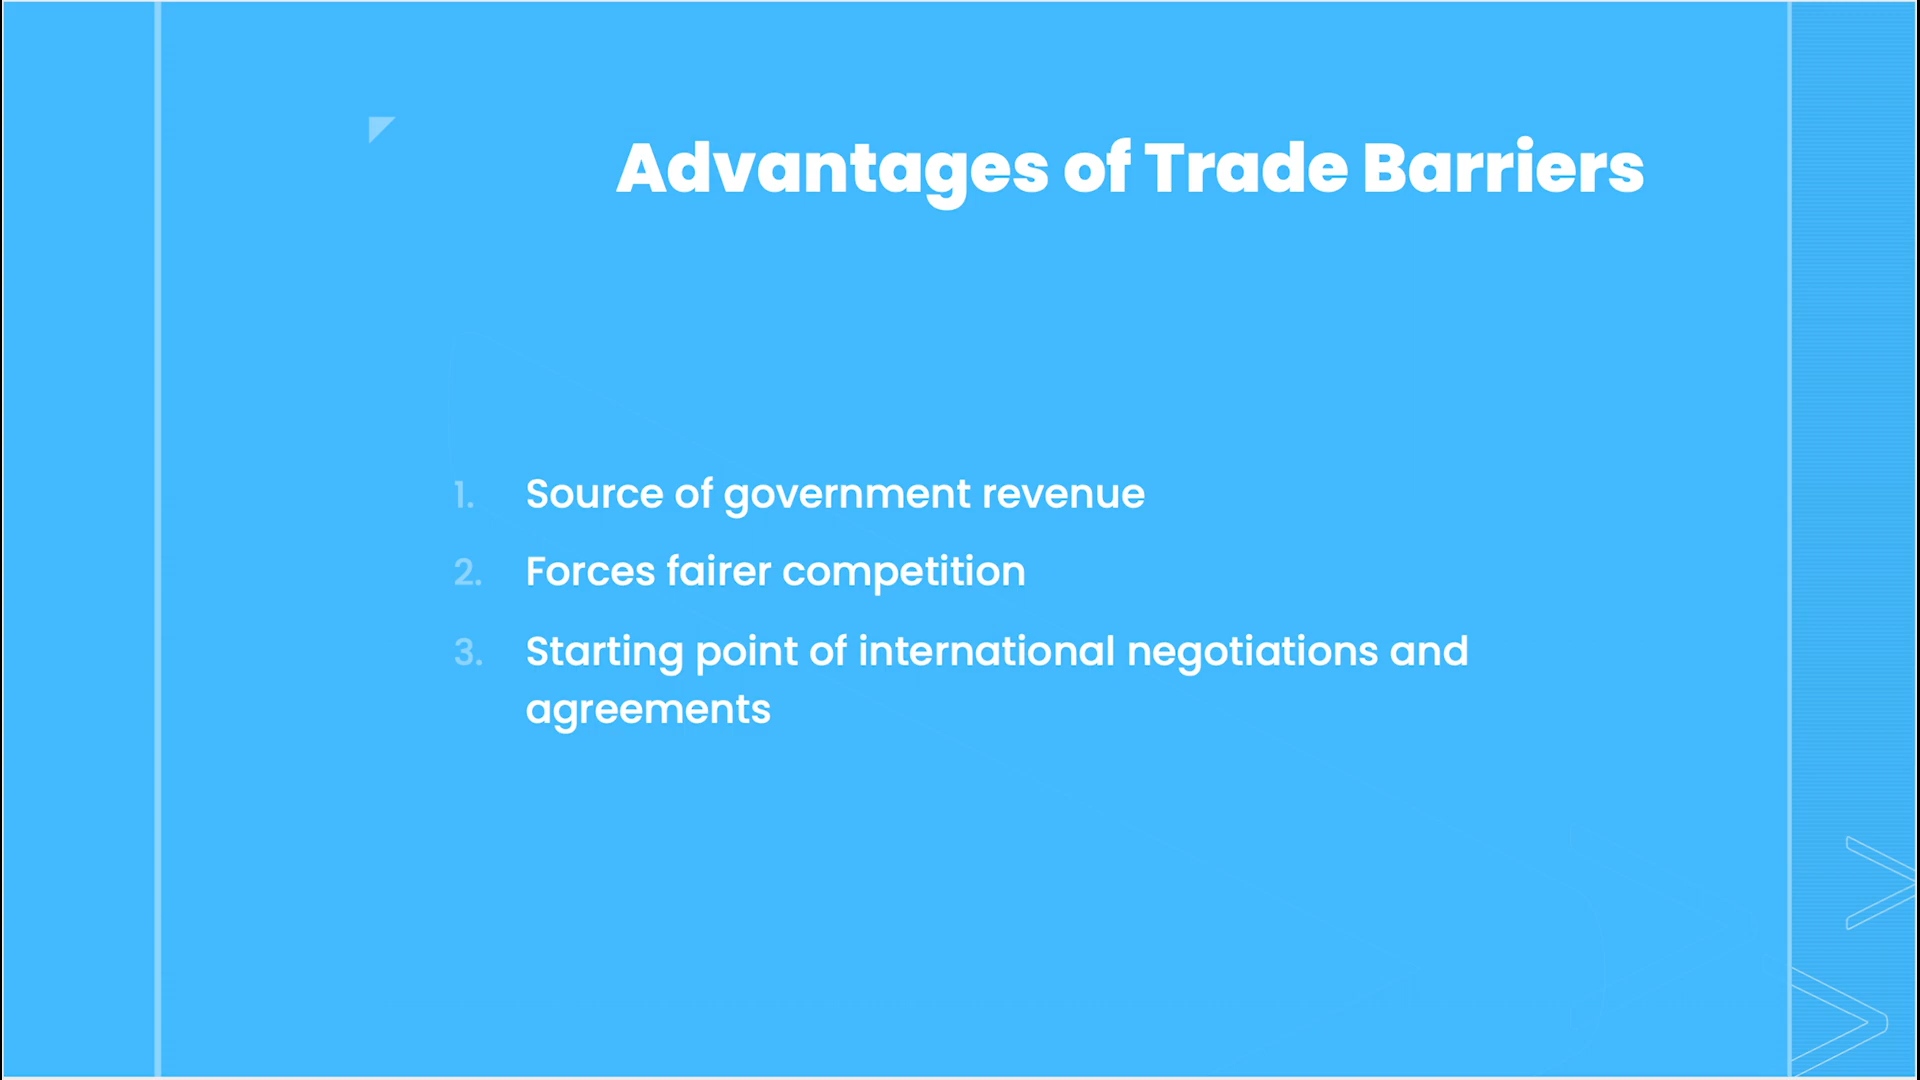 Advantages of Trade Barriers
1. Source of government revenue
2. Forces fairer competition
3. Starting point of international negotiations and
agreements